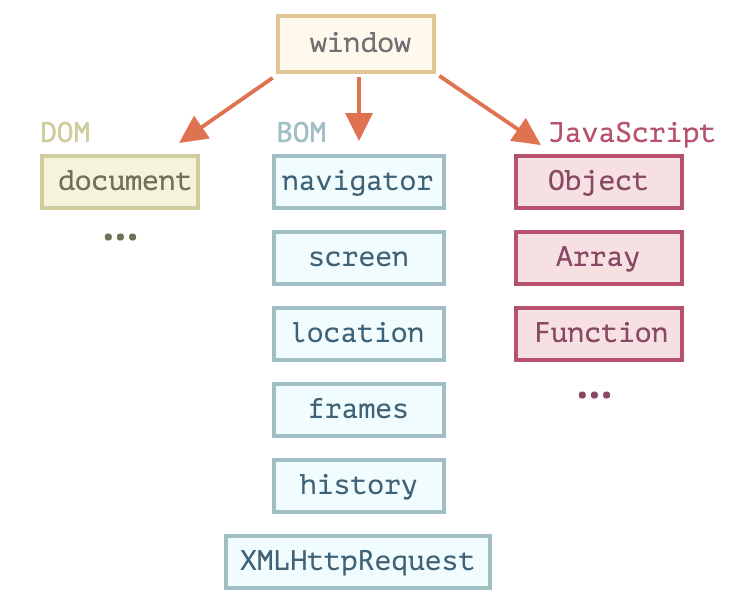 window
DOM
document
...
BOM
navigator
screen
location
frames
history
XMLHttpRequest
JavaScript
Object
Array
Function
...